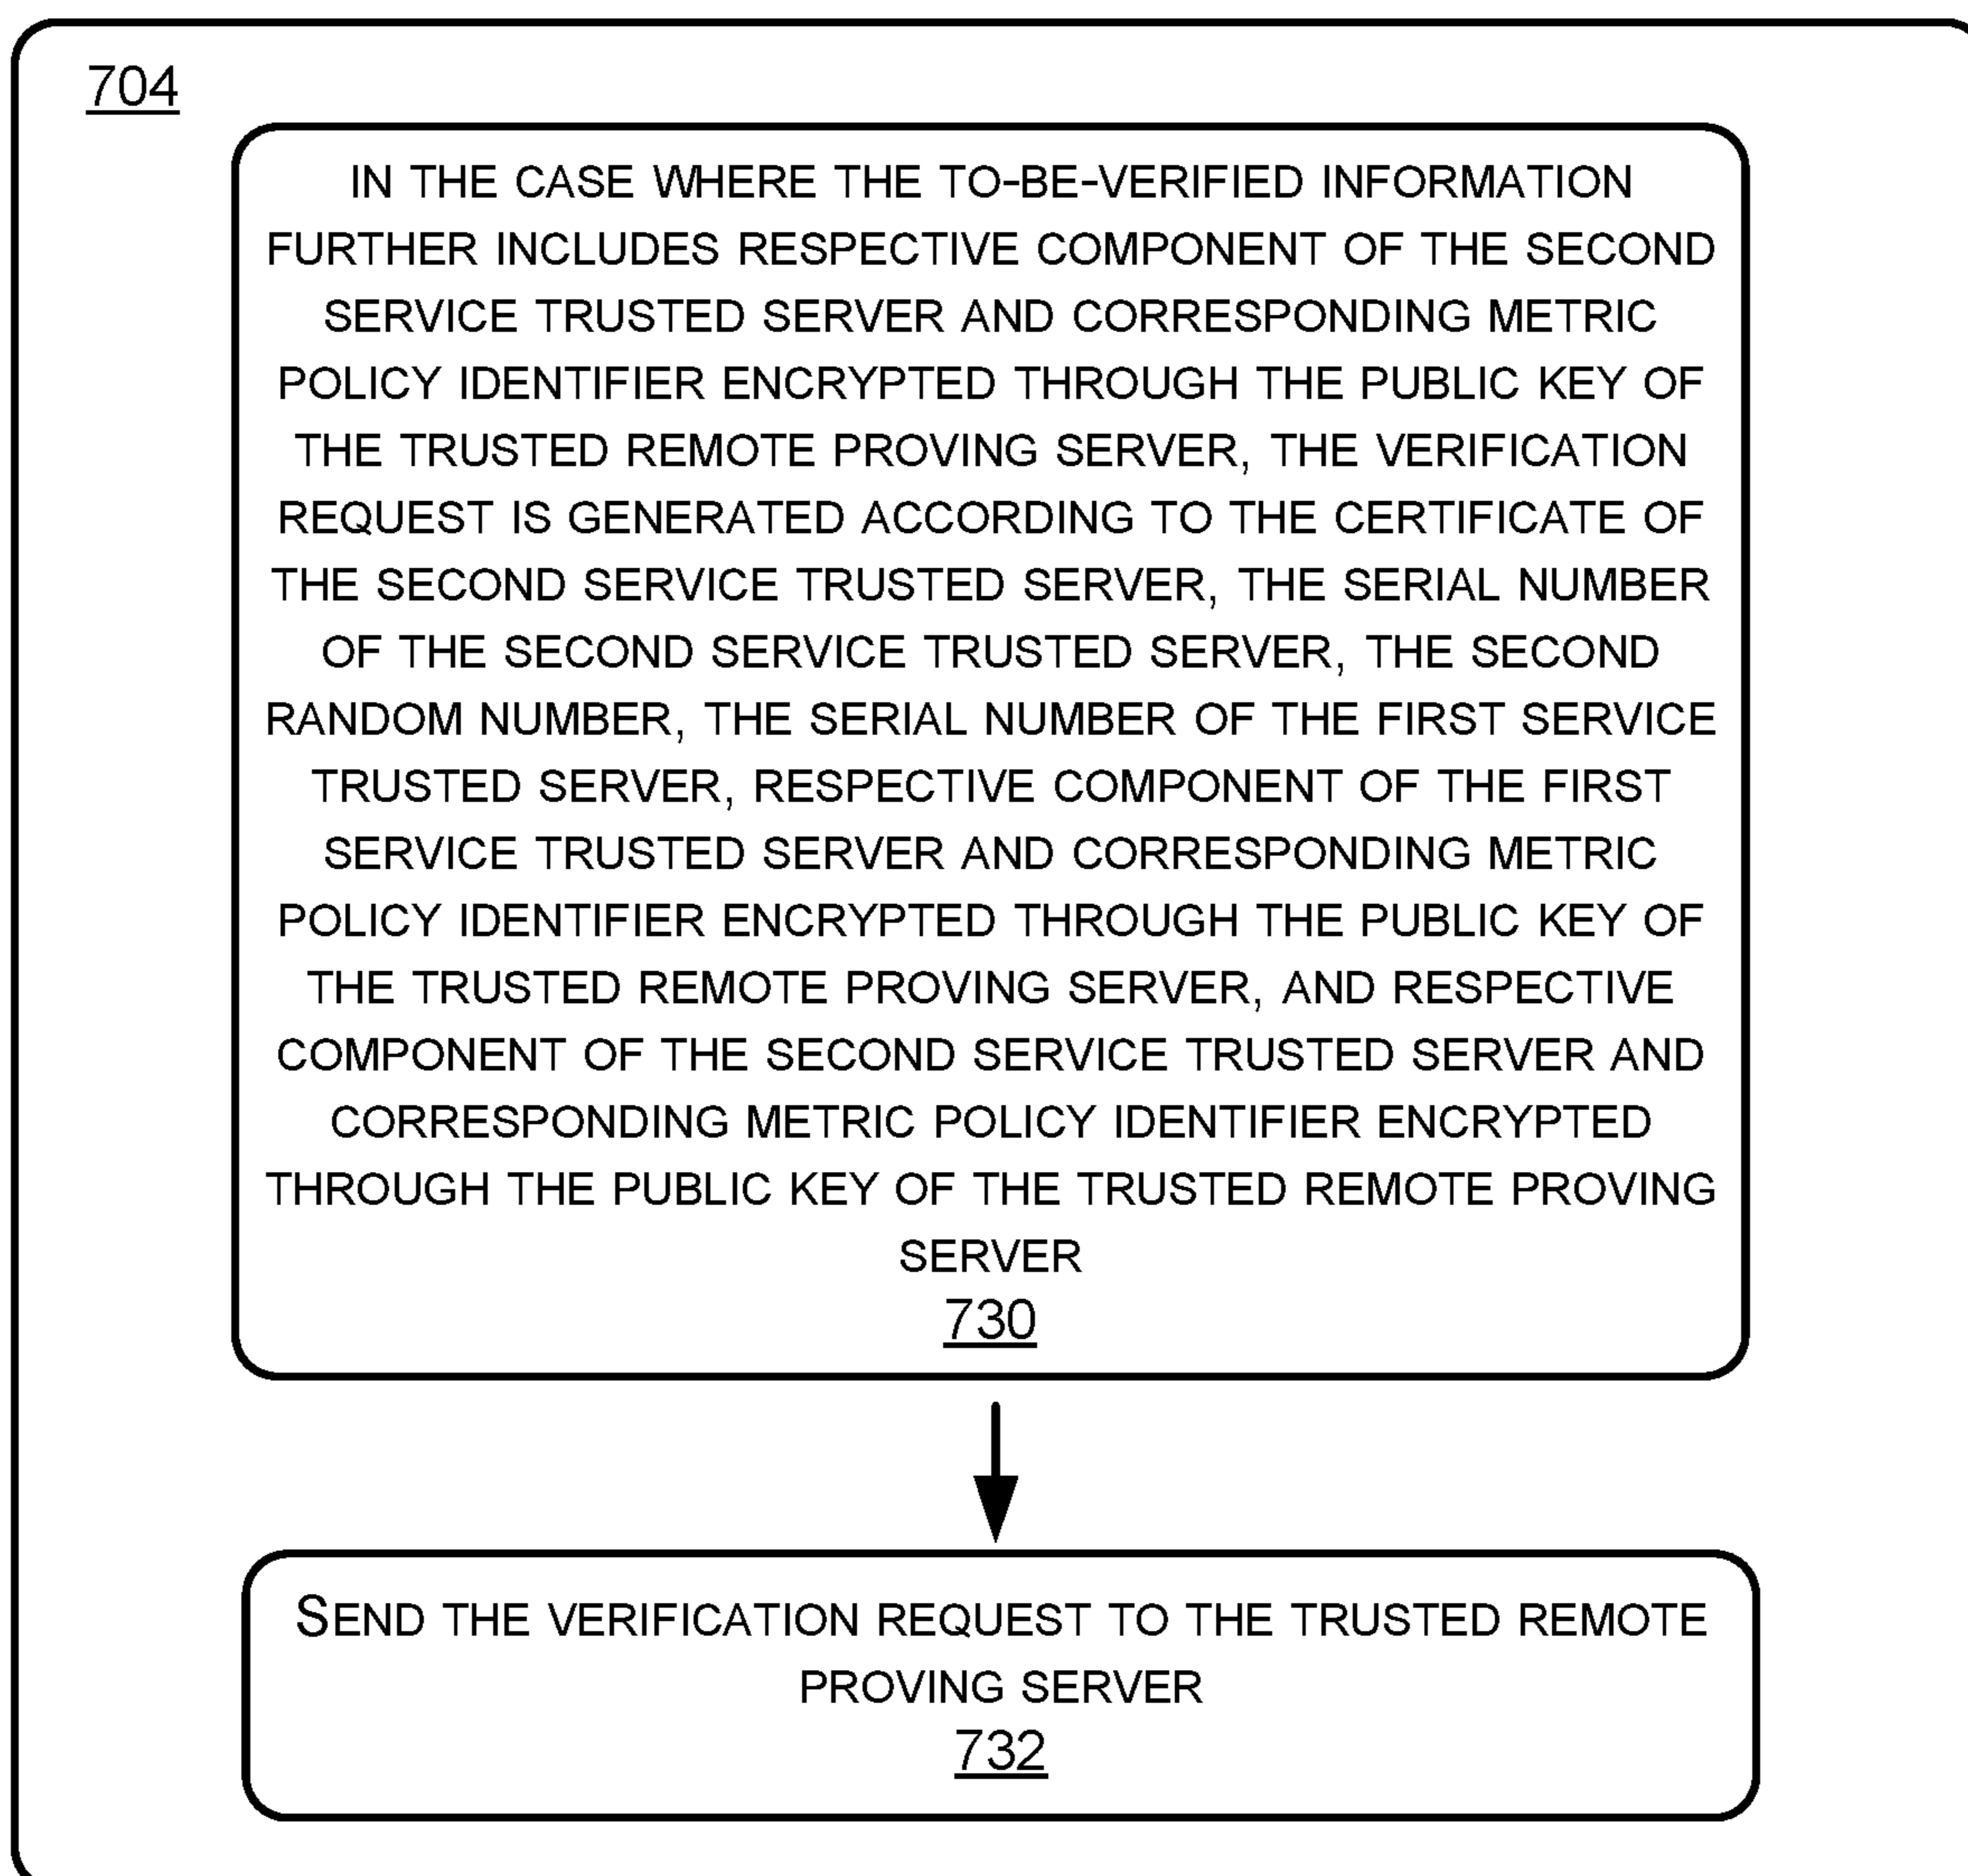 704
IN THE CASE WHERE THE TO-BE-VERIFIED INFORMATION
FURTHER INCLUDES RESPECTIVE COMPONENT OF THE SECOND
SERVICE TRUSTED SERVER AND CORRESPONDING METRIC
POLICY IDENTIFIER ENCRYPTED THROUGH THE PUBLIC KEY OF
THE TRUSTED REMOTE PROVING SERVER, THE VERIFICATION
REQUEST IS GENERATED ACCORDING TO THE CERTIFICATE OF
THE SECOND SERVICE TRUSTED SERVER, THE SERIAL NUMBER
OF THE SECOND SERVICE TRUSTED SERVER, THE SECOND
RANDOM NUMBER, THE SERIAL NUMBER OF THE FIRST SERVICE
TRUSTED SERVER, RESPECTIVE COMPONENT OF THE FIRST
SERVICE TRUSTED SERVER AND CORRESPONDING METRIC
POLICY IDENTIFIER ENCRYPTED THROUGH THE PUBLIC KEY OF
THE TRUSTED REMOTE PROVING SERVER, AND RESPECTIVE
COMPONENT OF THE SECOND SERVICE TRUSTED SERVER AND
CORRESPONDING METRIC POLICY IDENTIFIER ENCRYPTED
THROUGH THE PUBLIC KEY OF THE TRUSTED REMOTE PROVING
SERVER
730
SEND THE VERIFICATION REQUEST TO THE TRUSTED REMOTE
PROVING SERVER
732